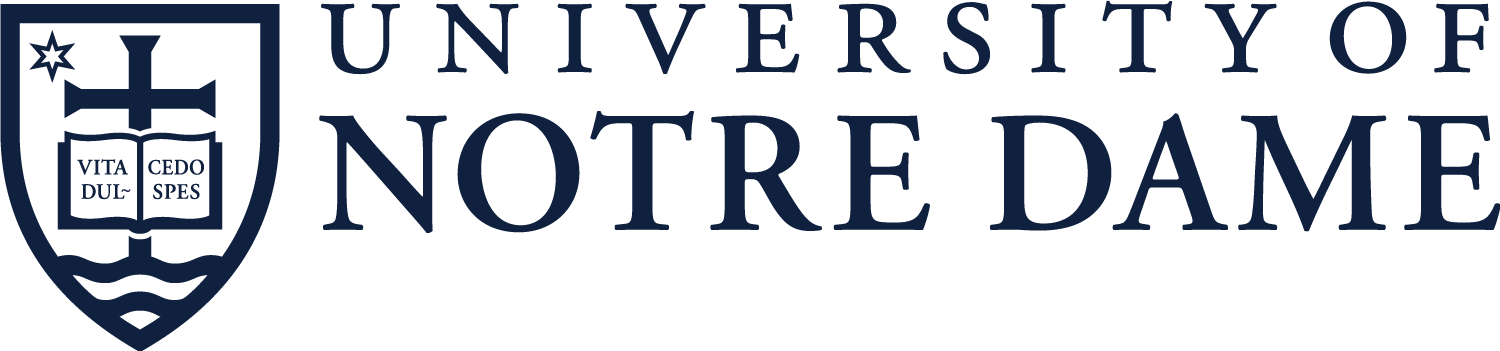 UNIVERSITY OF
NOTRE DAME
VITA
DUL~
CEDO
SPES